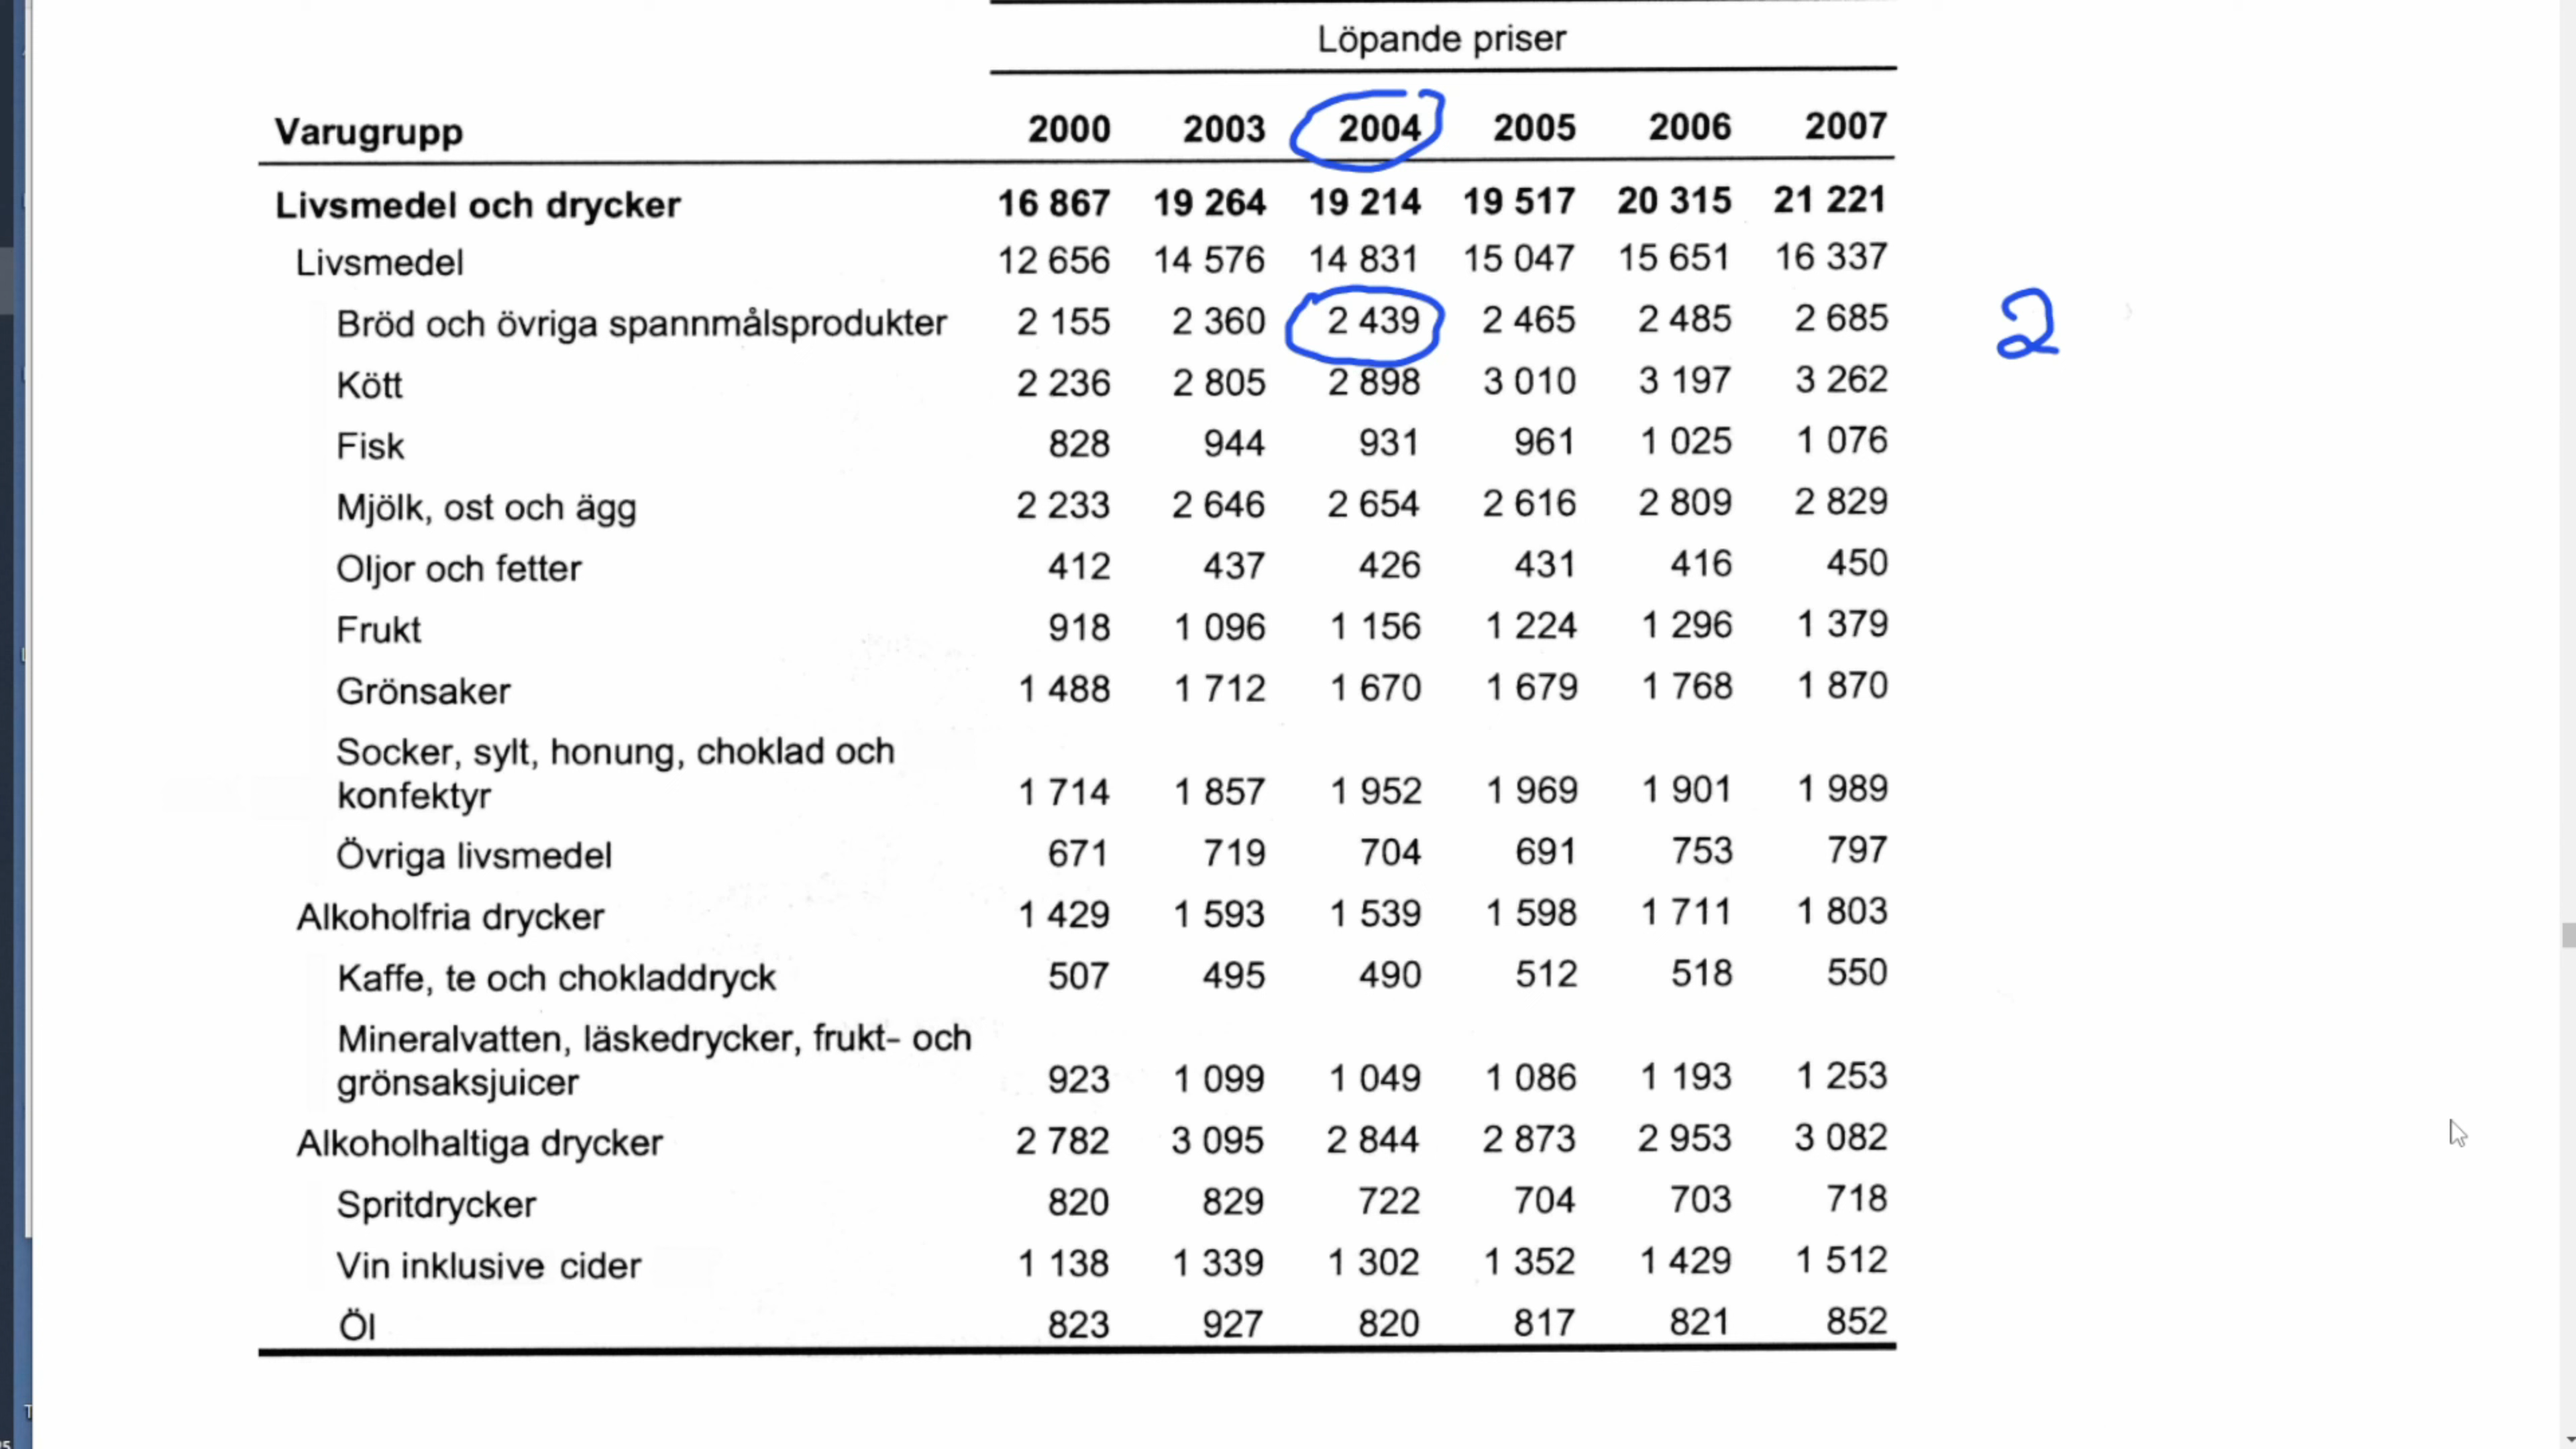 Löpande priser
Varugrupp 2000 2003 2004 2005 2006 2007
Livsmedel och drycker 16 867 19 264 19 214 19 517 20 315 21 221
Livsmedel 12 656 14 576 14 831 15 047 15 651 16 337
Bröd och övriga spannmålsprodukter 2 155 2 360 2 439 2 465 2 485 2 685 2
Kött 2 236 2 805 2 898 3 010 3 197 3 262
Fisk 828 944 931 961 1 025 1 076
Mjölk, ost och ägg 2 233 2 646 2 654 2 616 2 809 2 829
Oljor och fetter 412 437 426 431 416 450
Frukt 918 1 096 1 156 1 224 1 296 1 379
Grönsaker 1 488 1 712 1 670 1 679 1 768 1 870
Socker, sylt, honung, choklad och
konfektyr 1 714 1 857 1 952 1 969 1 901 1 989
Övriga livsmedel 671 719 704 691 753 797
Alkoholfria drycker 1 429 1 593 1 539 1 598 1 711 1 803
Kaffe, te och chokladdryck 507 495 490 512 518 550
Mineralvatten, läskedrycker, frukt- och
grönsaksjuicer 923 1 099 1 049 1 086 1 193 1 253
Alkoholhaltiga drycker 2 782 3 095 2 844 2 873 2 953 3 082
Spritdrycker 820 829 722 704 703 718
Vin inklusive cider 1 138 1 339 1 302 1 352 1 429 1 512
Öl 823 927 820 817 821 852